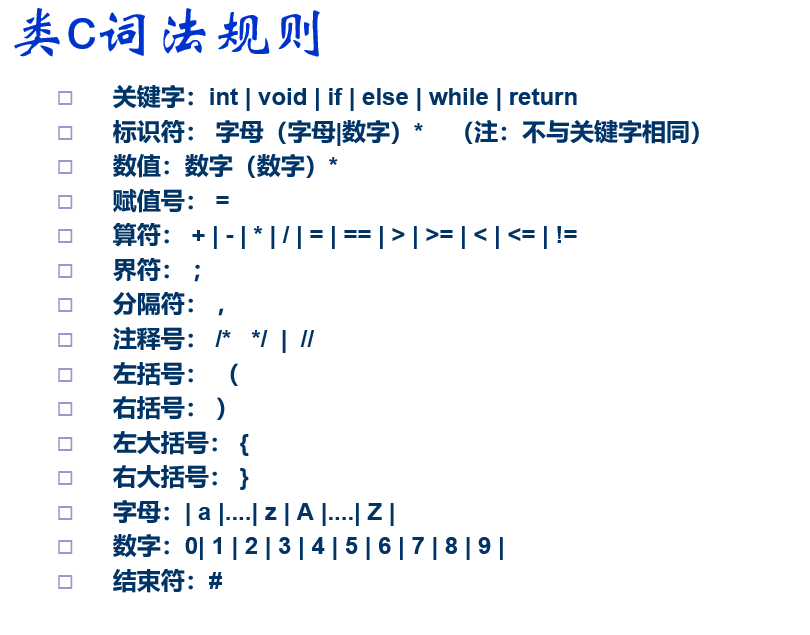 类C词法规则
关键字：int | void | if | else | while | return
标识符： 字母（字母|数字）* （注：不与关键字相同）
数值：数字（数字）*
赋值号： =
算符： + | - | * | / | = | == | > | >= | < | <= | !=
界符： ；
分隔符： ，
注释号： /* */ | //
左括号： （
右括号： ）
左大括号： {
右大括号： }
字母：| a |....| z | A |....| Z |
数字：0| 1 | 2 | 3 | 4 | 5 | 6 | 7 | 8 | 9 |
结束符：#